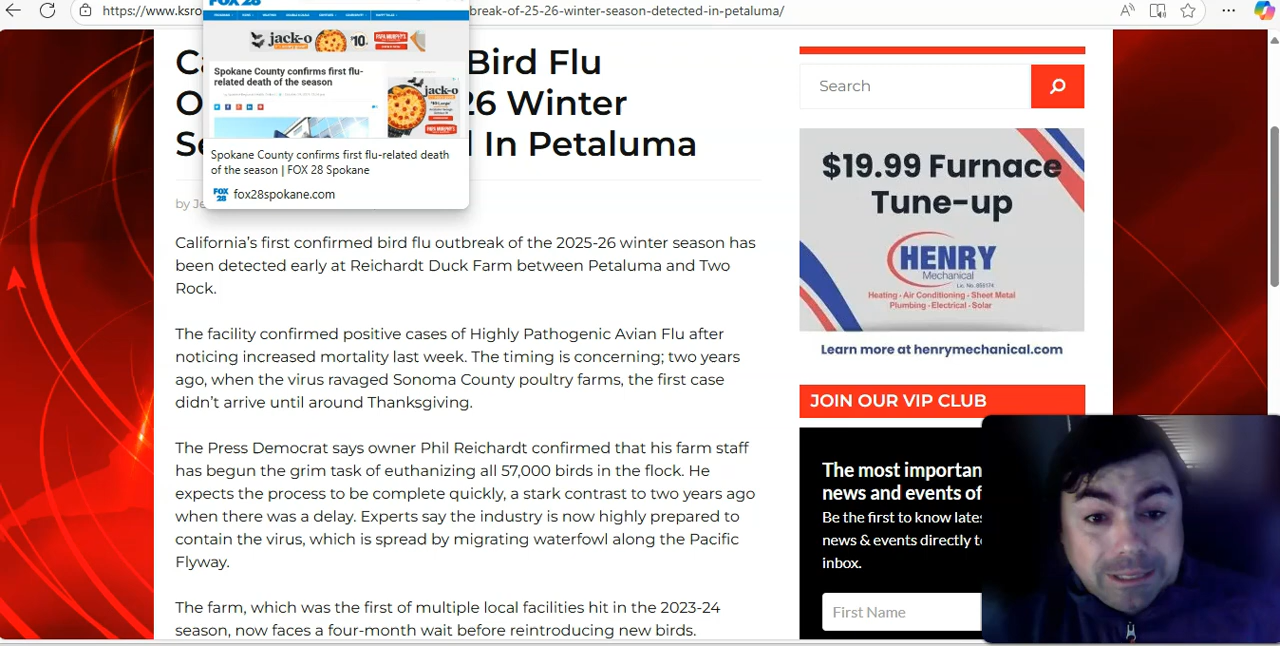 https://www.ksro
break-of-25-26-winter-season-detected-in-petaluma/
FOX 28
jack-o
$10
Spokane County confirms first flu-
related death of the season
jack-o
Spokane County confirms first flu-related death
of the season | FOX 28 Spokane
FOX
28
fox28spokane.com
Ca
Bird Flu
O
26 Winter
Se
d In Petaluma
by Je
California's first confirmed bird flu outbreak of the 2025-26 winter season has
been detected early at Reichardt Duck Farm between Petaluma and Two
Rock.
The facility confirmed positive cases of Highly Pathogenic Avian Flu after
noticing increased mortality last week. The timing is concerning; two years
ago, when the virus ravaged Sonoma County poultry farms, the first case
didn't arrive until around Thanksgiving.
The Press Democrat says owner Phil Reichardt confirmed that his farm staff
has begun the grim task of euthanizing all 57,000 birds in the flock. He
expects the process to be complete quickly, a stark contrast to two years ago
when there was a delay. Experts say the industry is now highly prepared to
contain the virus, which is spread by migrating waterfowl along the Pacific
Flyway.
The farm, which was the first of multiple local facilities hit in the 2023-24
season, now faces a four-month wait before reintroducing new birds.
Search
$19.99 Furnace
Tune-up
HENRY
Mechanical
Lic. No. 855174
Heating - Air Conditioning - Sheet Metal
Plumbing - Electrical - Solar
Learn more at henrymechanical.com
JOIN OUR VIP CLUB
The most importan
news and events of
Be the first to know lates
news & events directly to
inbox.
First Name